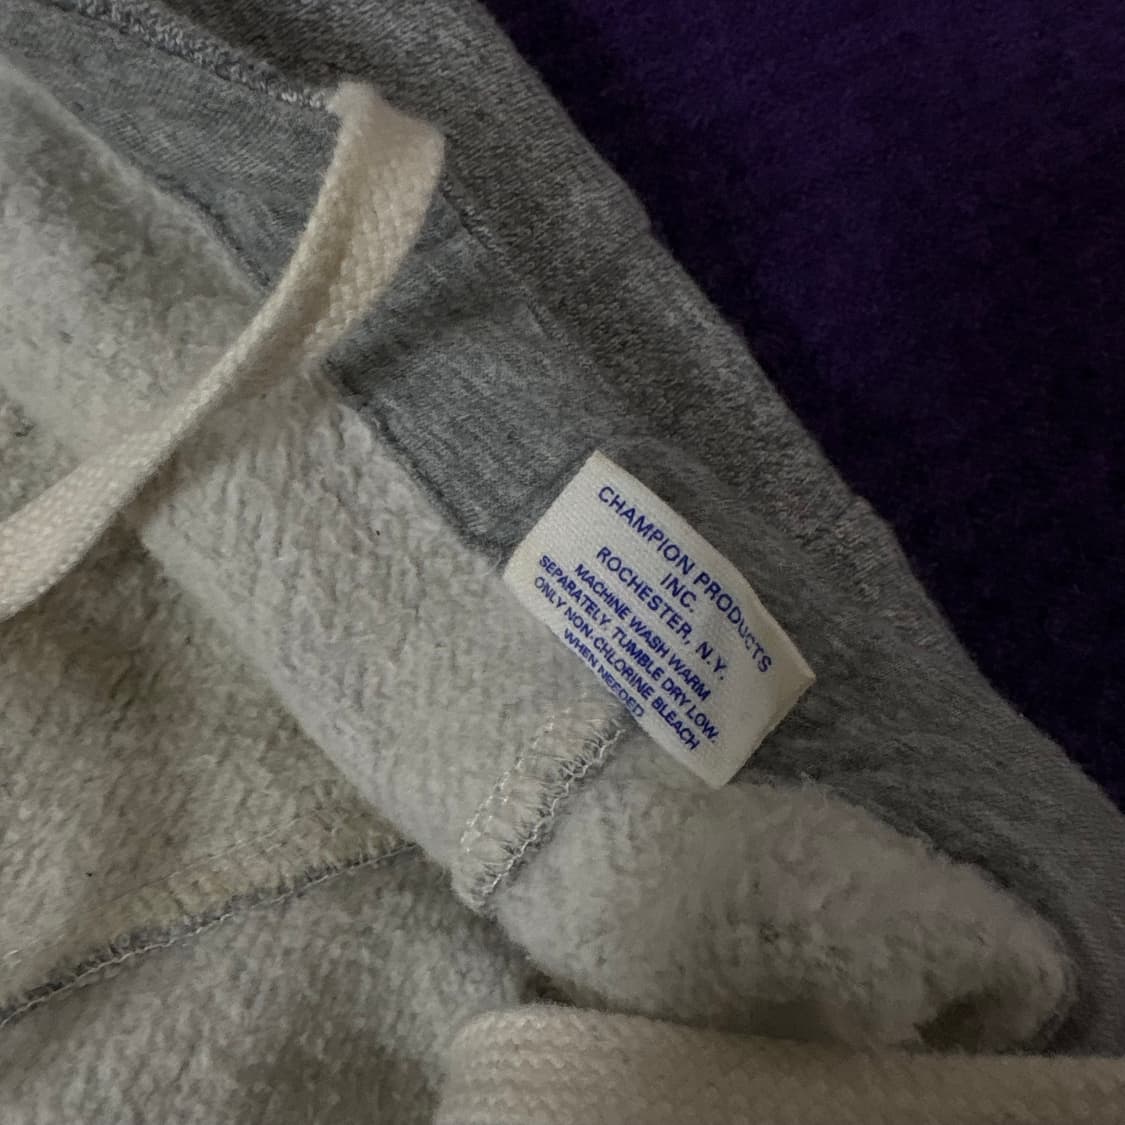 CHAMPION PRODUCTS
INC.
ROCHESTER, N.Y.
MACHINE WASH WARM
SEPARATELY. TUMBLE DRY LOW.
ONLY NON-CHLORINE BLEACH
WHEN NEEDED